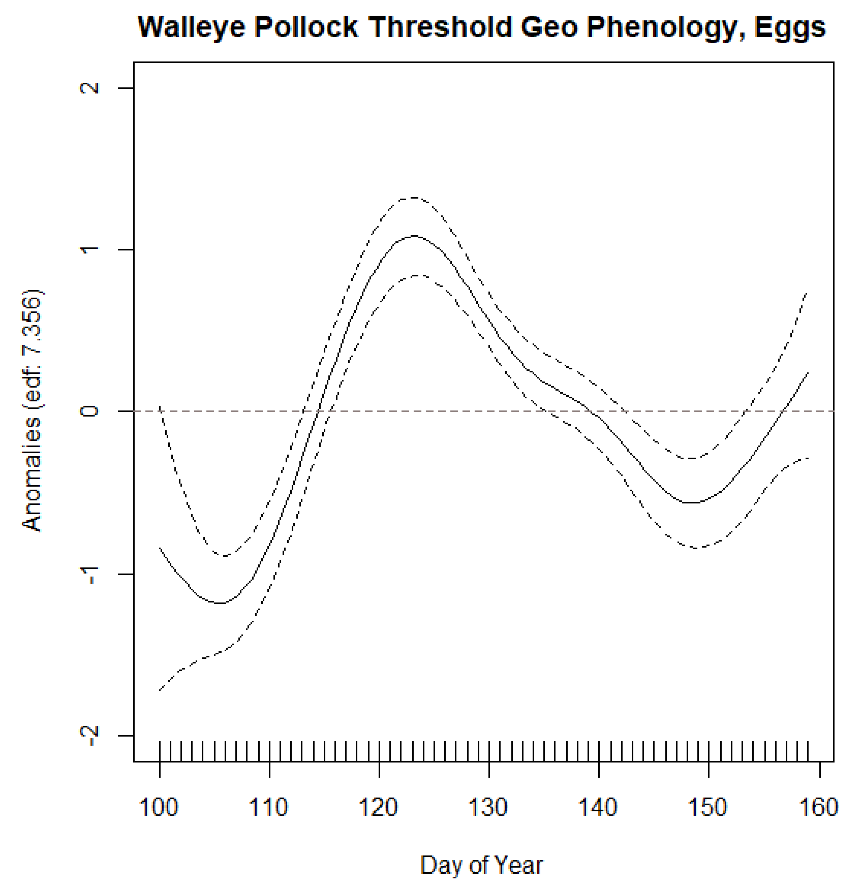 Walleye Pollock Threshold Geo Phenology, Eggs
Anomalies (edf: 7.356)
2
1
0
-1
-2
100 110 120 130 140 150 160
Day of Year